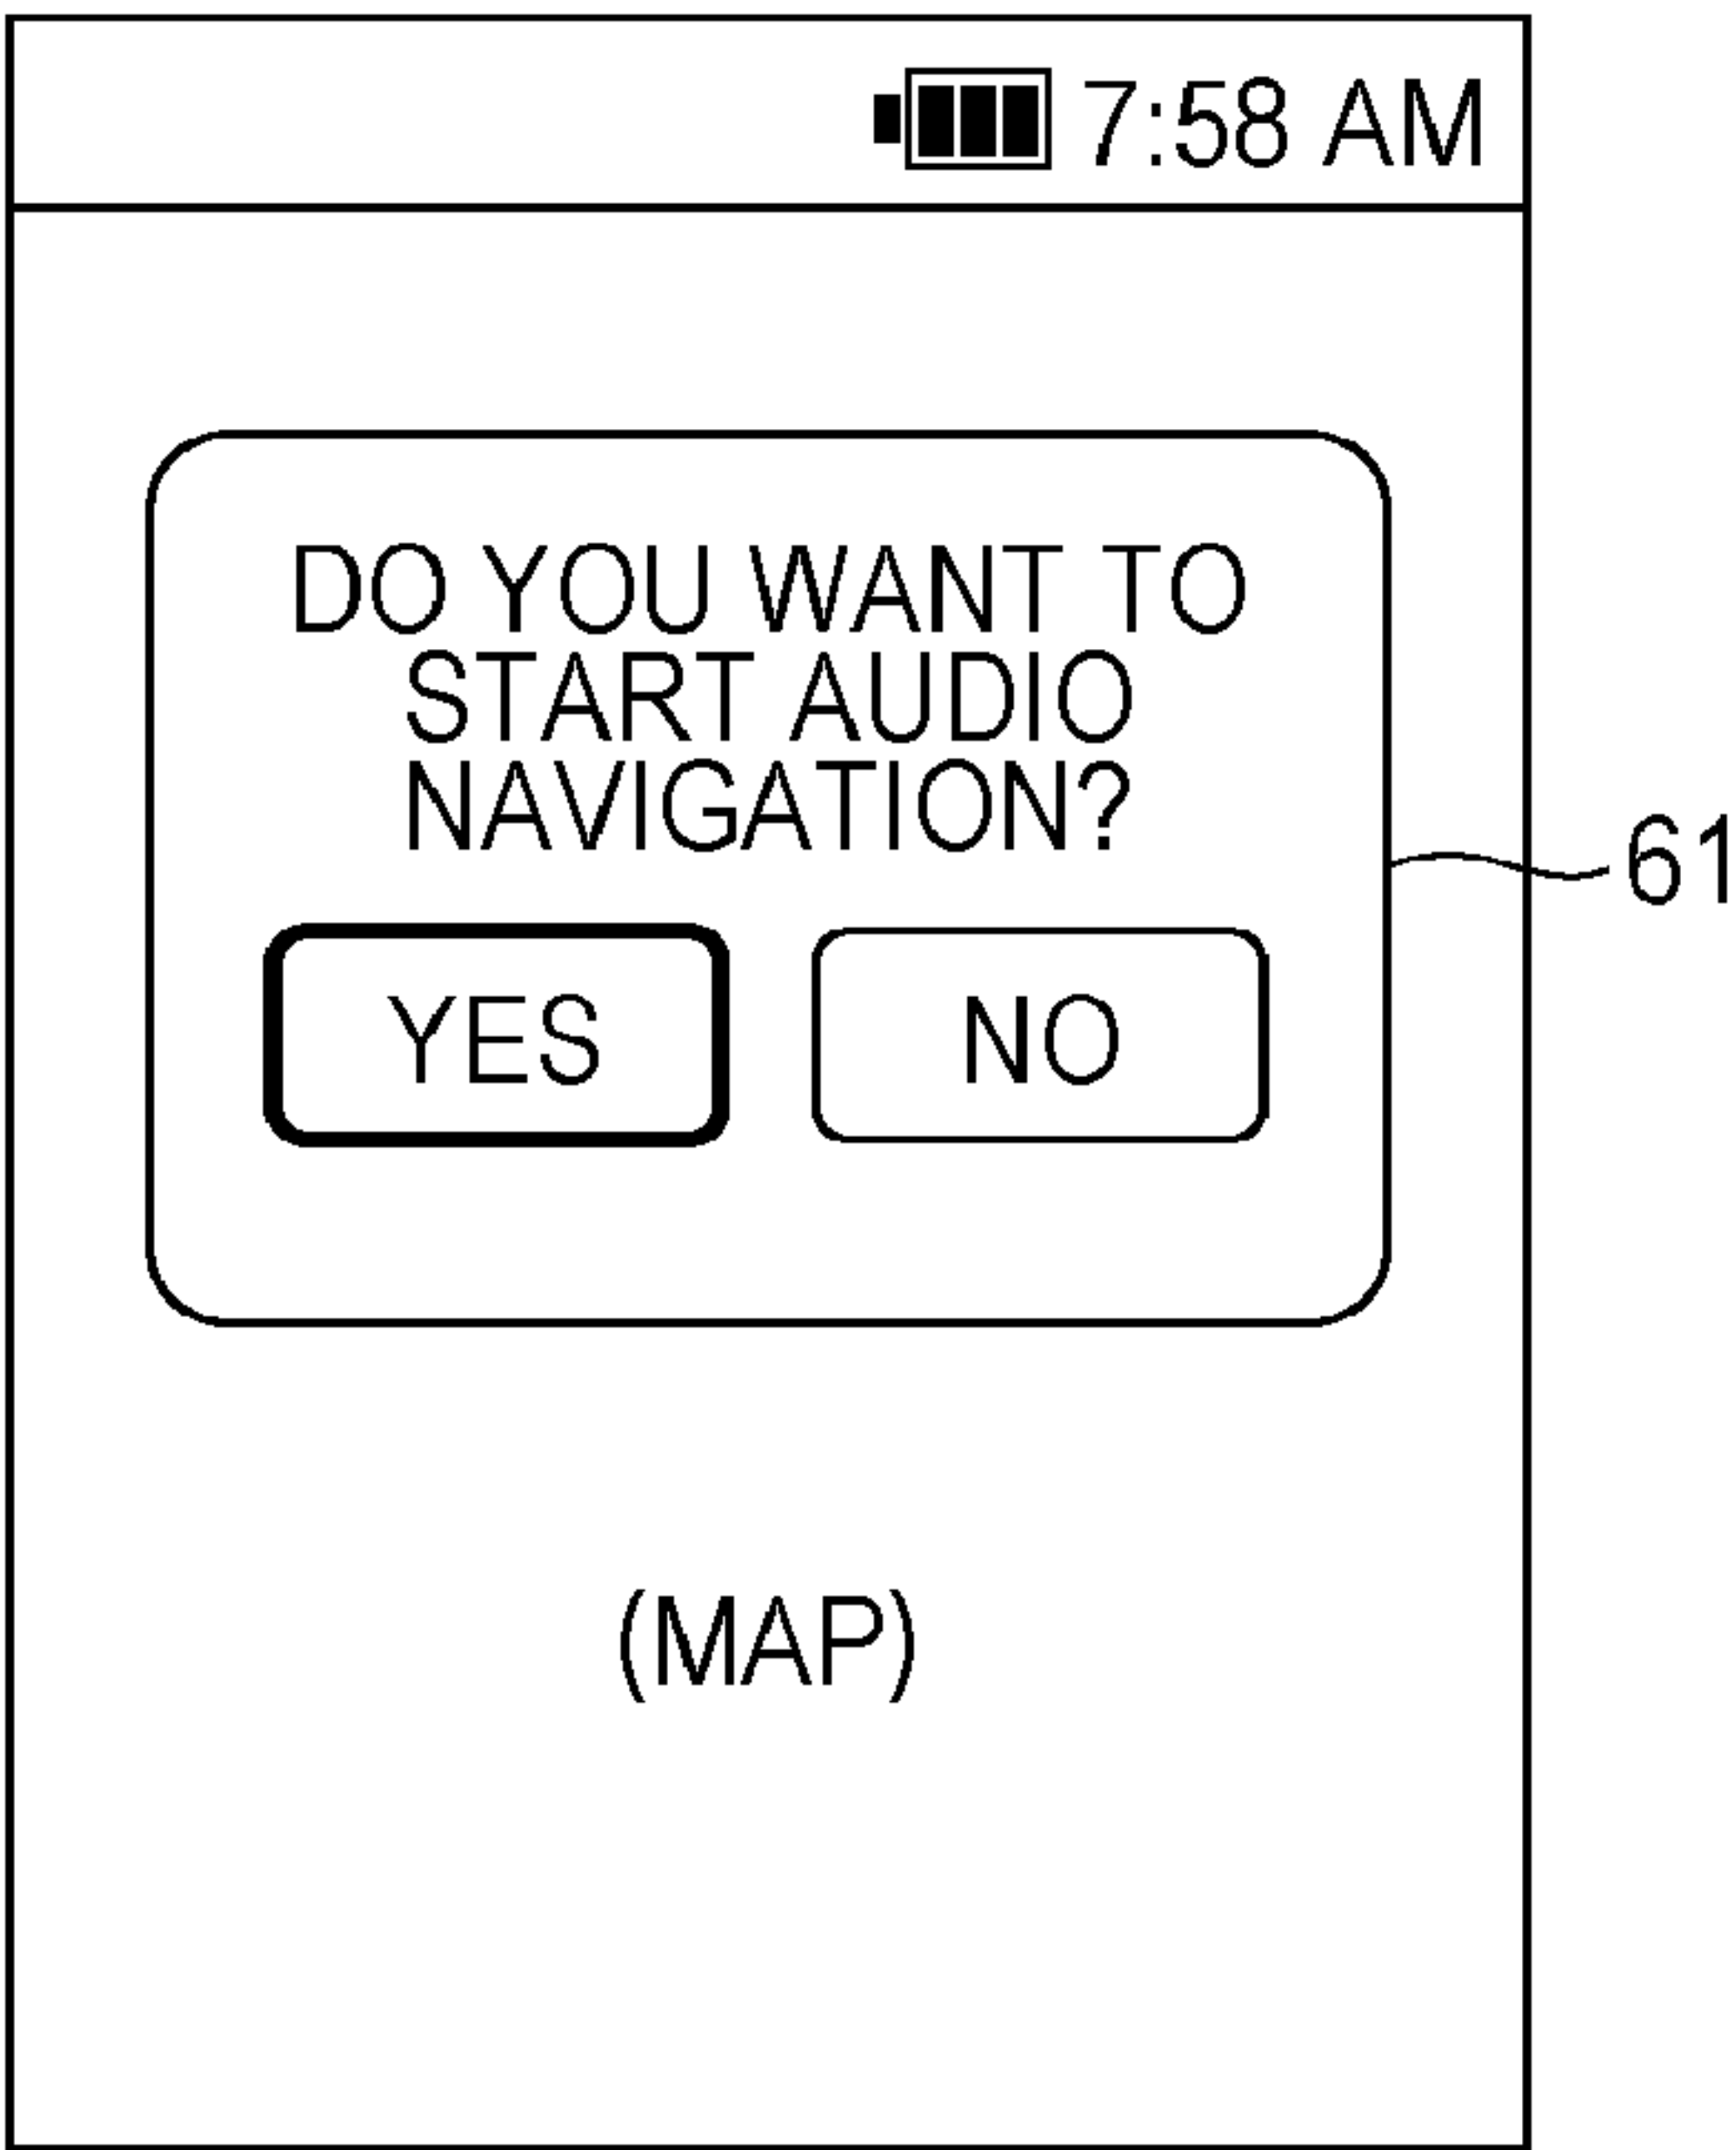 7:58 AM
DO YOU WANT TO
START AUDIO
NAVIGATION?
61
YES NO
(MAP)